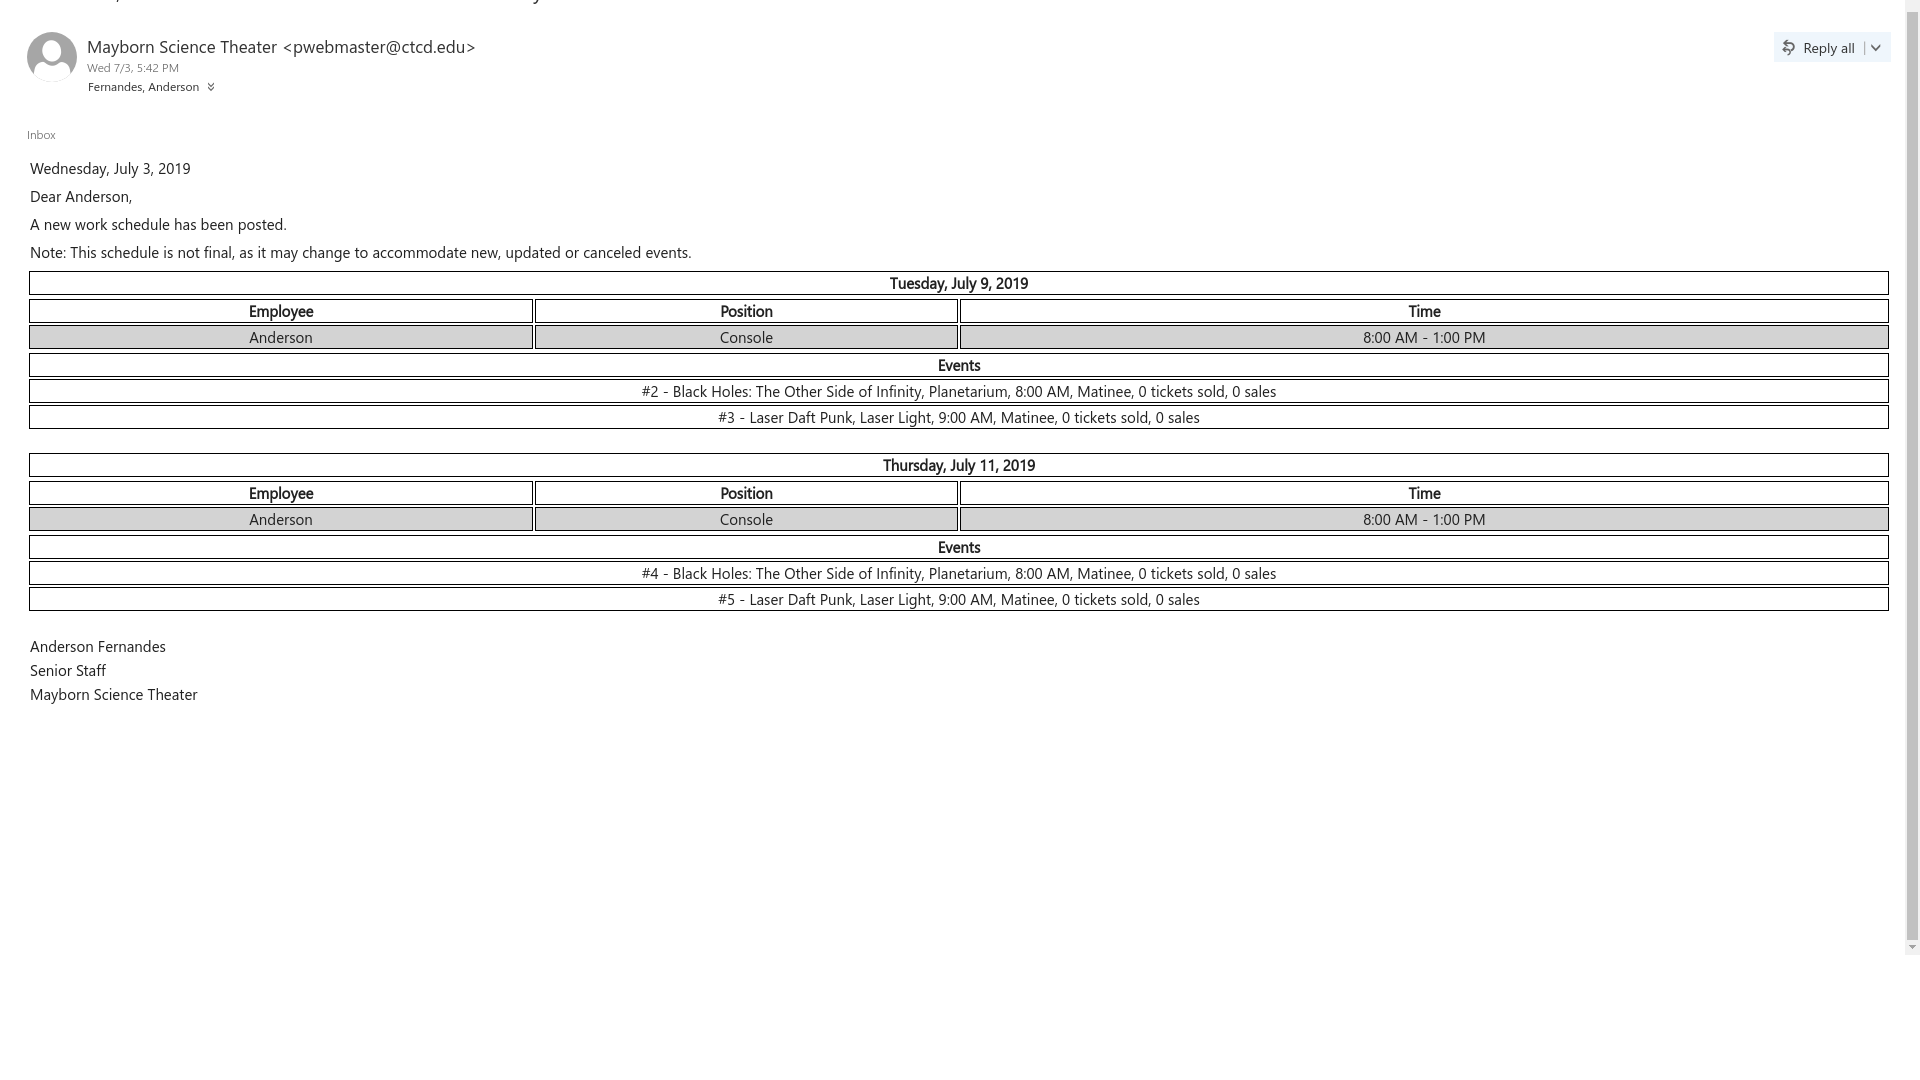 Mayborn Science Theater <pwebmaster@ctcd.edu>
Reply all
Wed 7/3, 5:42 PM
Fernandes, Anderson
Inbox
Wednesday, July 3, 2019
Dear Anderson,
A new work schedule has been posted.
Note: This schedule is not final, as it may change to accommodate new, updated or canceled events.
Tuesday, July 9, 2019
Employee Position Time
Anderson Console 8:00 AM - 1:00 PM
Events
#2 - Black Holes: The Other Side of Infinity, Planetarium, 8:00 AM, Matinee, 0 tickets sold, 0 sales
#3 - Laser Daft Punk, Laser Light, 9:00 AM, Matinee, 0 tickets sold, 0 sales
Thursday, July 11, 2019
Employee Position Time
Anderson Console 8:00 AM - 1:00 PM
Events
#4 - Black Holes: The Other Side of Infinity, Planetarium, 8:00 AM, Matinee, 0 tickets sold, 0 sales
#5 - Laser Daft Punk, Laser Light, 9:00 AM, Matinee, 0 tickets sold, 0 sales
Anderson Fernandes
Senior Staff
Mayborn Science Theater